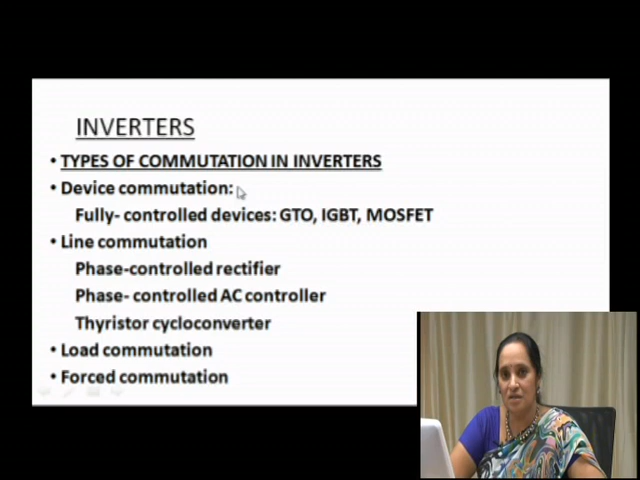 INVERTERS
• TYPES OF COMMUTATION IN INVERTERS
• Device commutation:
Fully- controlled devices: GTO, IGBT, MOSFET
• Line commutation
Phase-controlled rectifier
Phase- controlled AC controller
Thyristor cycloconverter
• Load commutation
• Forced commutation